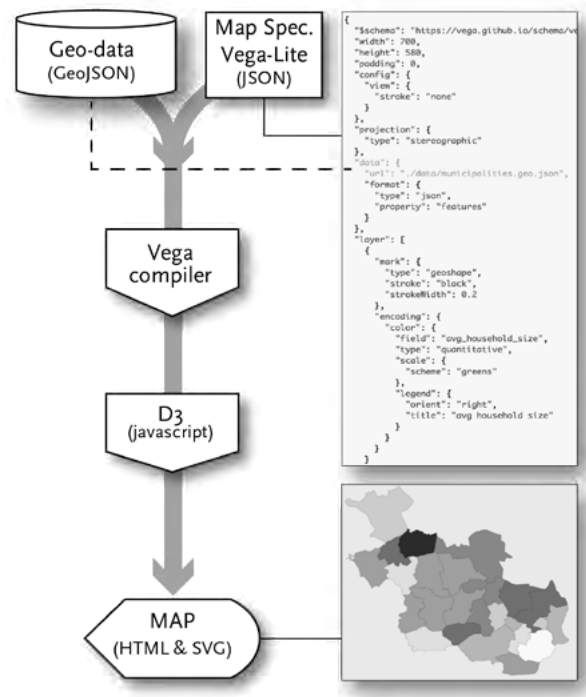 Geo-data
(GeoJSON)
Map Spec.
Vega-Lite
(JSON)
Vega
compiler
D3
(javascript)
MAP
(HTML & SVG)
{
"$schema": "https://vega.github.io/schema/ve
"width": 700,
"height": 580,
"padding": 0,
"config": {
"view": {
"stroke": "none"
}
},
"projection": {
"type": "stereographic"
},
"data": {
"url": "./data/municipalities.geo.json",
"format": {
"type": "json",
"property": "features"
}
},
"layer": [
{
"mark": {
"type": "geoshape",
"stroke": "black",
"strokeWidth": 0.2
},
"encoding": {
"color": {
"field": "avg_household_size",
"type": "quantitative",
"scale": {
"scheme": "greens"
},
"legend": {
"orient": "right",
"title": "avg household size"
}
}
}
}